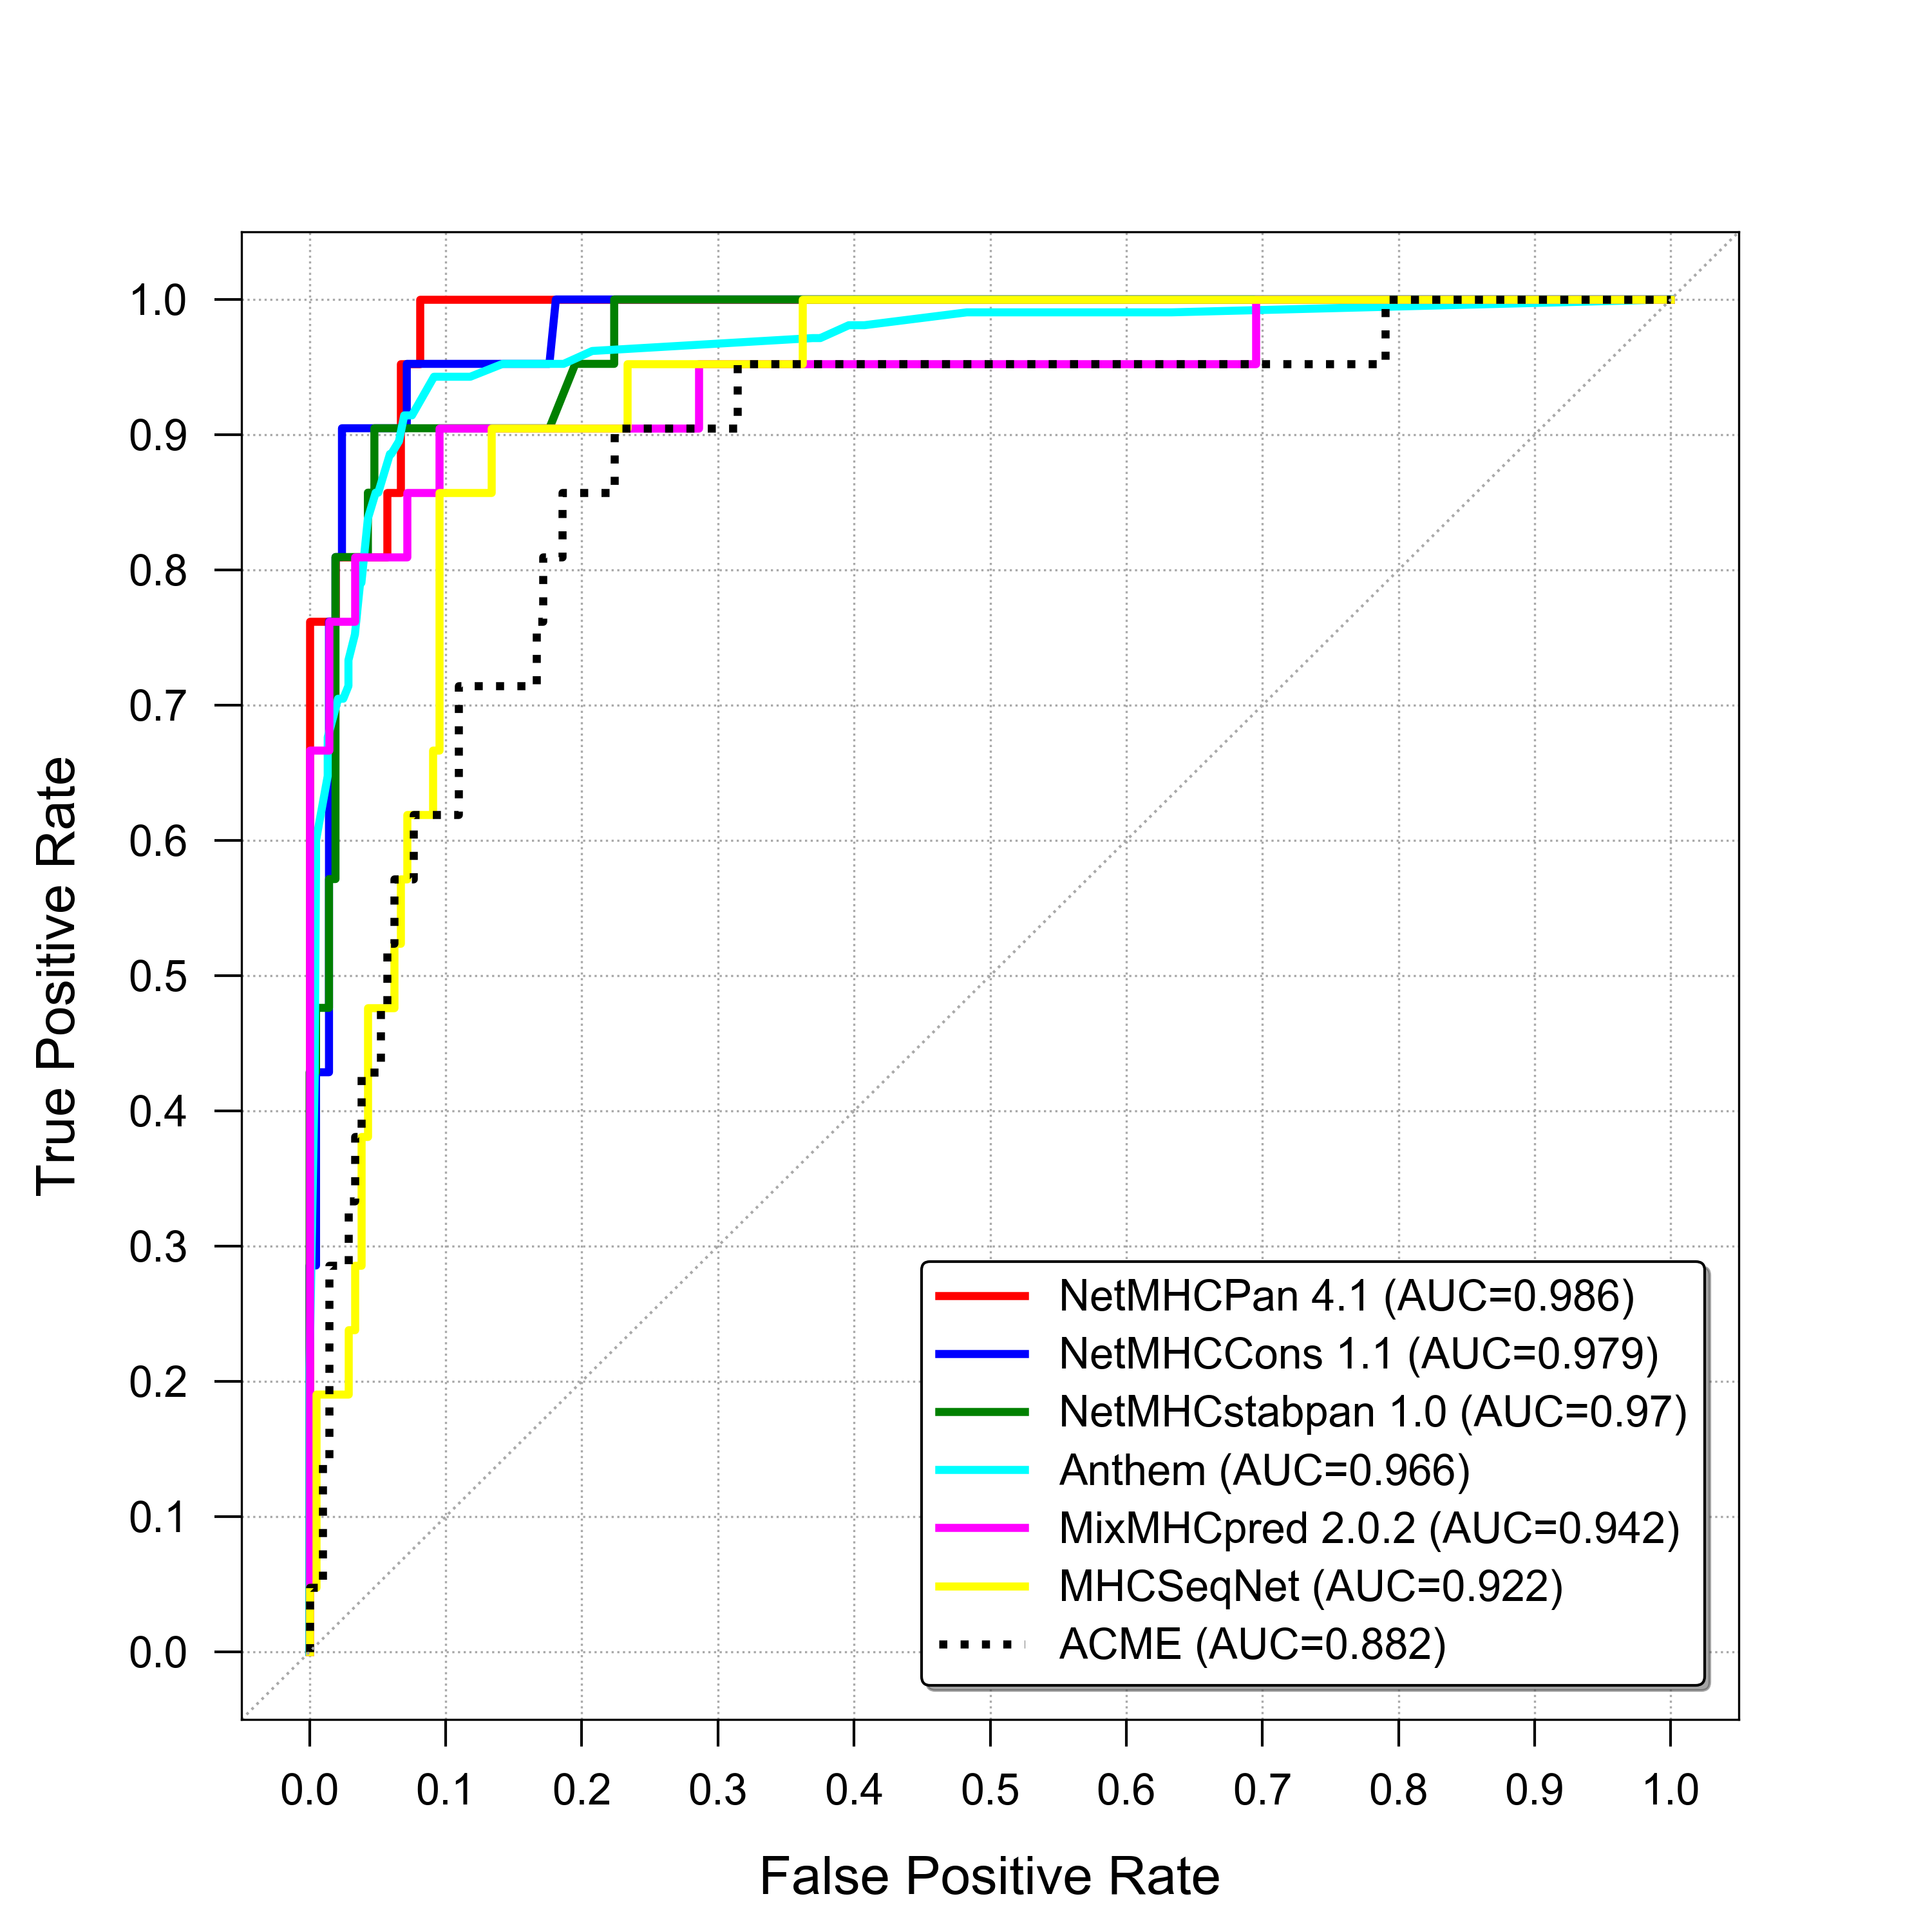 1.0
0.9
0.8
0.7
0.6
0.5
0.4
0.3
0.2
0.1
0.0
True Positive Rate
NetMHCPan 4.1 (AUC=0.986)
NetMHCCons 1.1 (AUC=0.979)
NetMHCstabpan 1.0 (AUC=0.97)
Anthem (AUC=0.966)
MixMHCpred 2.0.2 (AUC=0.942)
MHCSeqNet (AUC=0.922)
ACME (AUC=0.882)
0.0 0.1 0.2 0.3 0.4 0.5 0.6 0.7 0.8 0.9 1.0
False Positive Rate